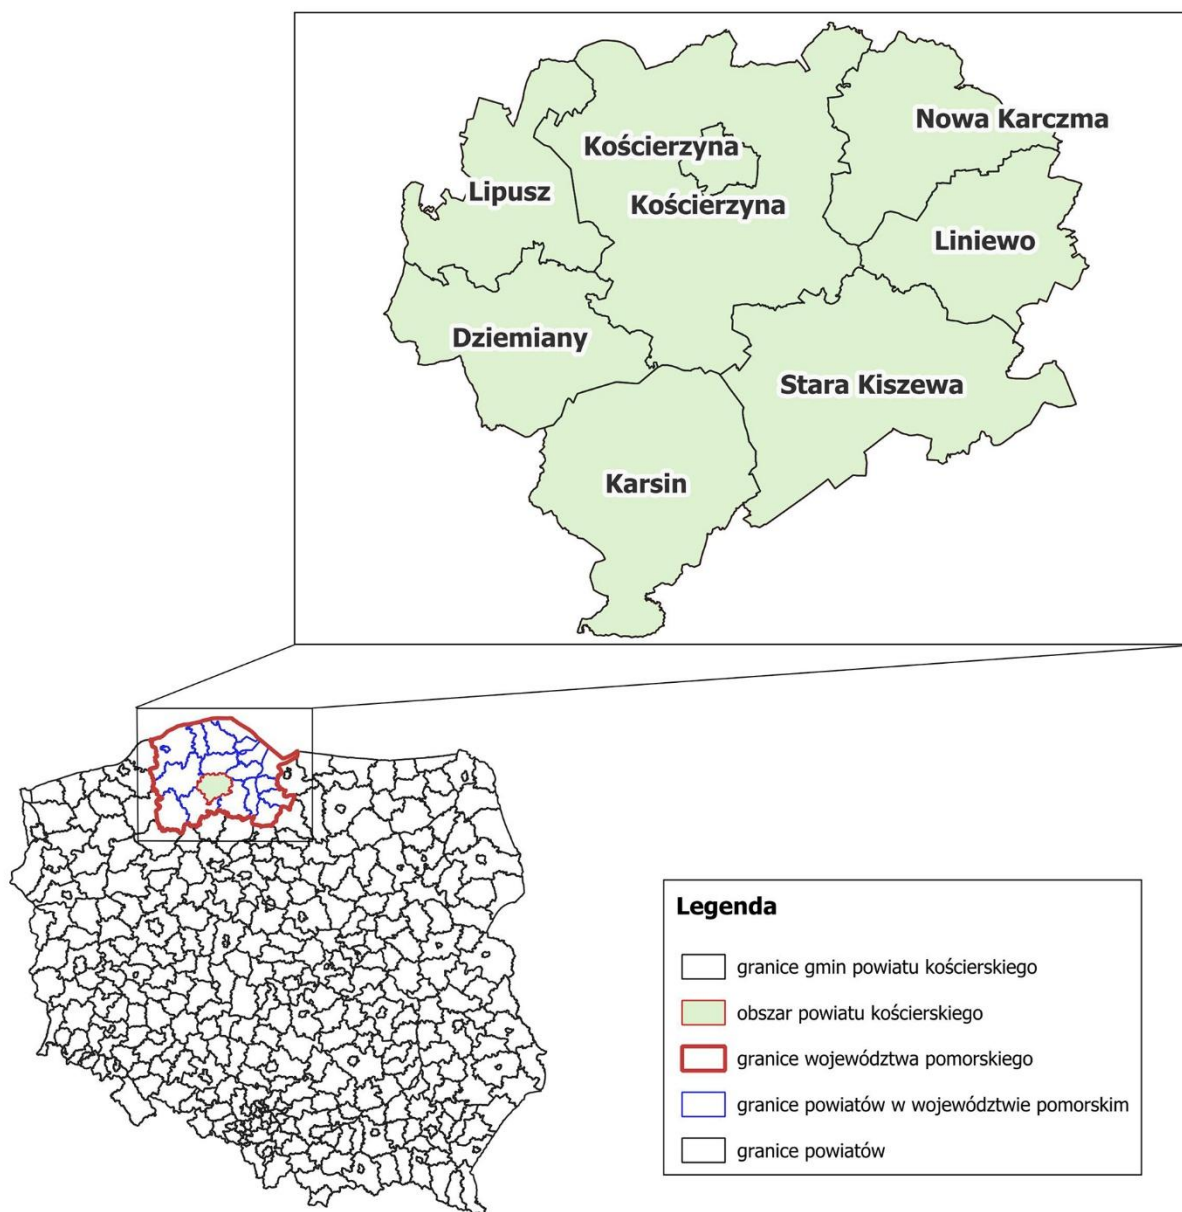 Nowa Karczma
Kościerzyna
Lipusz
Kościerzyna
Liniewo
Dziemiany
Stara Kiszewa
Karsin
Legenda
granice gmin powiatu kościerskiego
obszar powiatu kościerskiego
granice województwa pomorskiego
granice powiatów w województwie pomorskim
granice powiatów